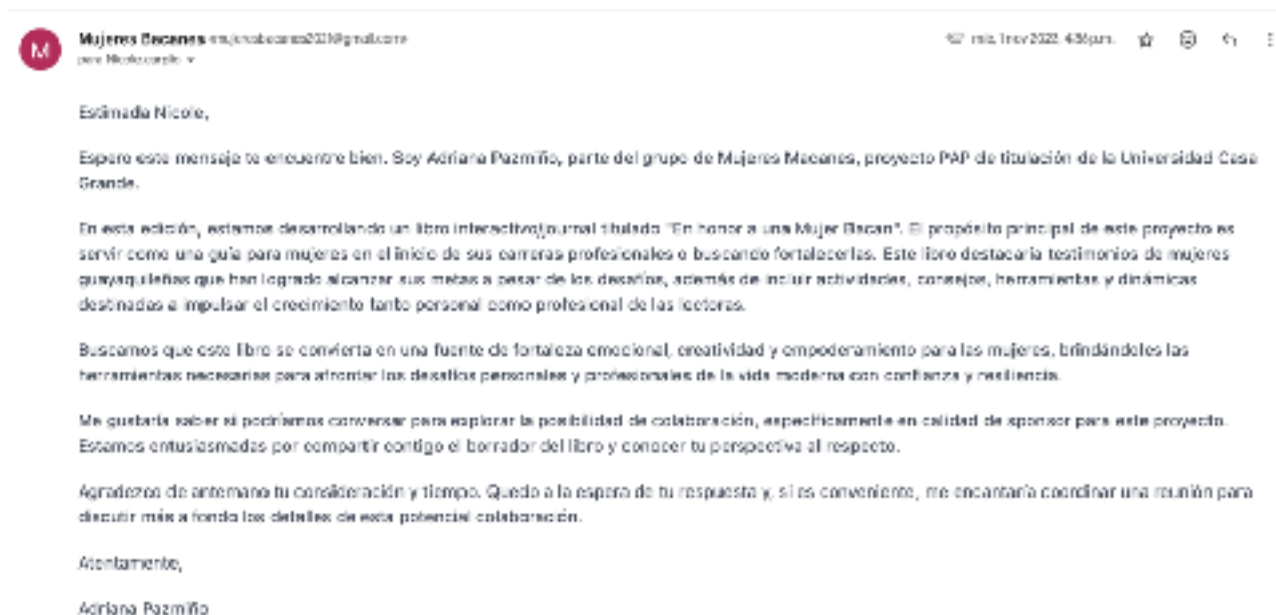 M
Mujeres Bacanes
mié, 1 nov 2023, 4:36 p.m.
para
Estimada Nicole,
Espero este mensaje te encuentre bien. Soy Adriana Pazmiño, parte del grupo de Mujeres Macanes, proyecto PAP de titulación de la Universidad Casa
Grande.
En esta edición, estamos desarrollando un libro interactivo/journal titulado "En honor a una Mujer Bacan". El propósito principal de este proyecto es
servir como una guía para mujeres en el inicio de sus carreras profesionales o buscando fortalecerlas. Este libro destacaría testimonios de mujeres
guayaquileñas que han logrado alcanzar sus metas a pesar de los desafíos, además de incluir actividades, consejos, herramientas y dinámicas
destinadas a impulsar el crecimiento tanto personal como profesional de las lectoras.
Buscamos que este libro se convierta en una fuente de fortaleza emocional, creatividad y empoderamiento para las mujeres, brindándoles las
herramientas necesarias para afrontar los desafíos personales y profesionales de la vida moderna con confianza y resiliencia.
Me gustaría saber si podríamos conversar para explorar la posibilidad de colaboración, específicamente en calidad de sponsor para este proyecto.
Estamos entusiasmadas por compartir contigo el borrador del libro y conocer tu perspectiva al respecto.
Agradezco de antemano tu consideración y tiempo. Quedo a la espera de tu respuesta y, si es conveniente, me encantaría coordinar una reunión para
discutir más a fondo los detalles de esta potencial colaboración.
Atentamente,
Adriana Pazmiño